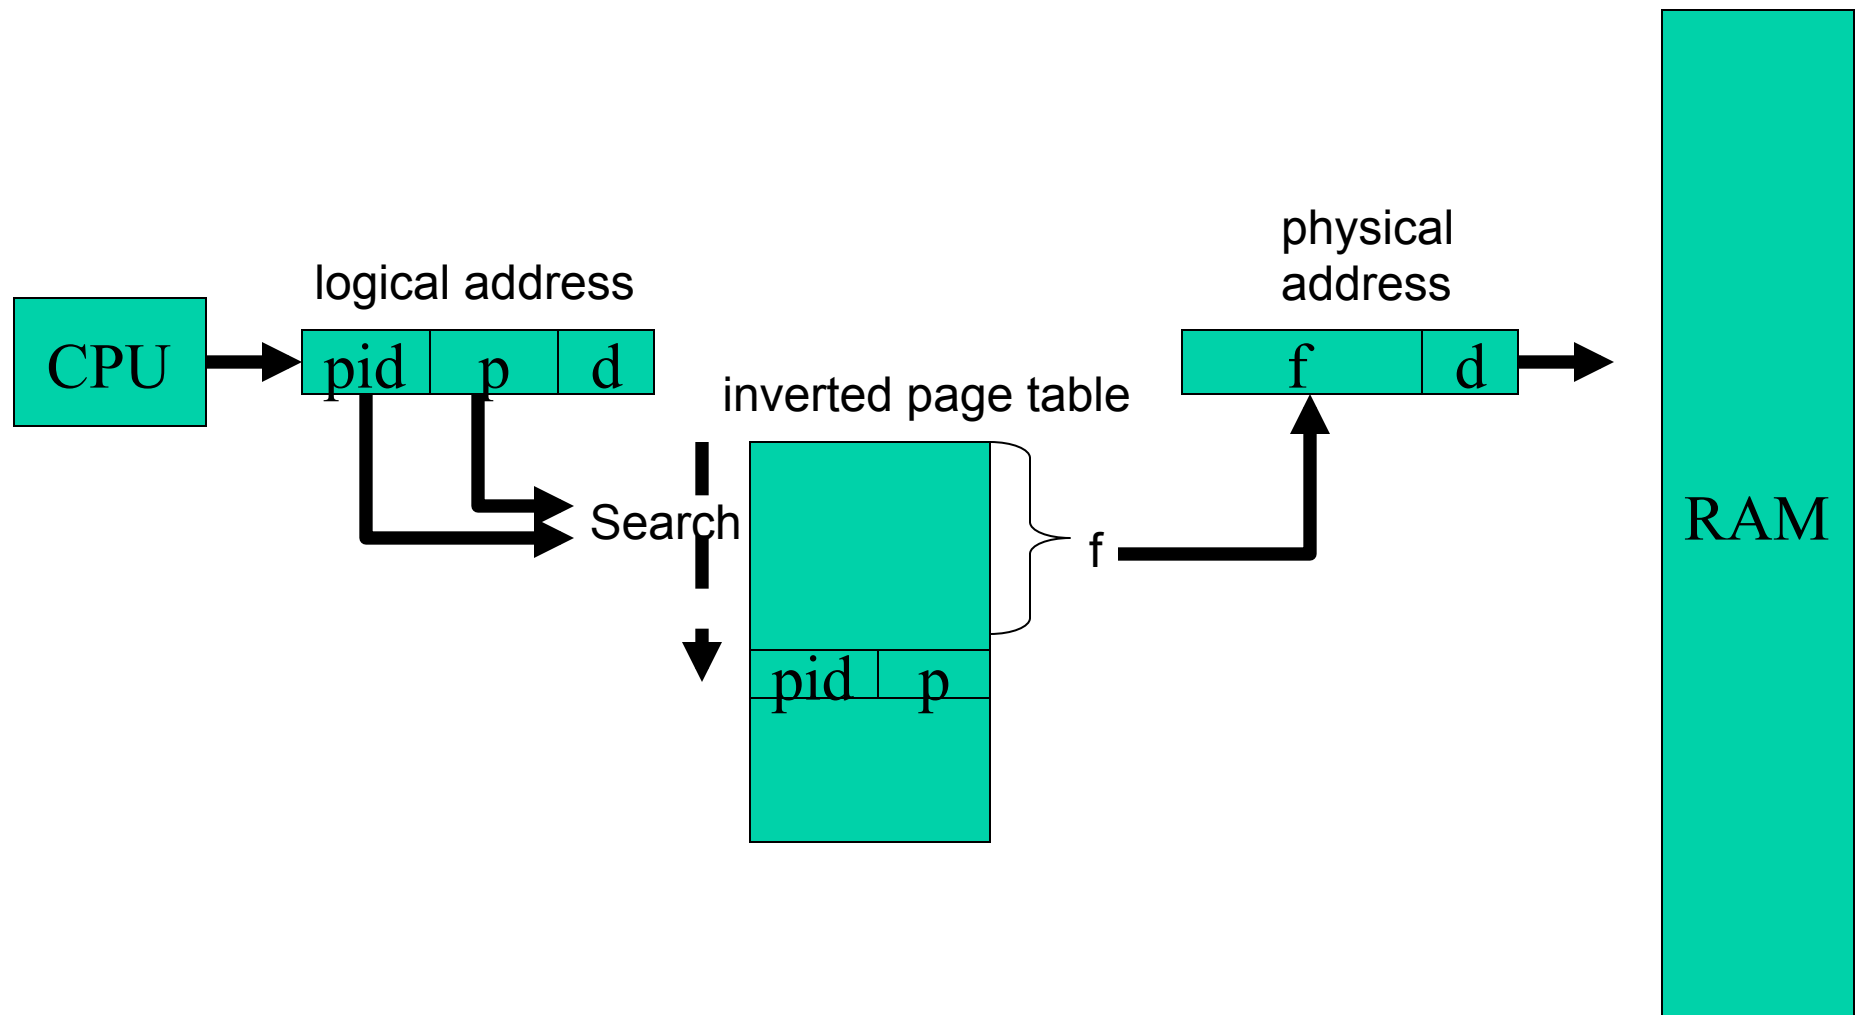 physical
address
logical address
CPU
pid p d
f d
inverted page table
Search
f
RAM
pid p